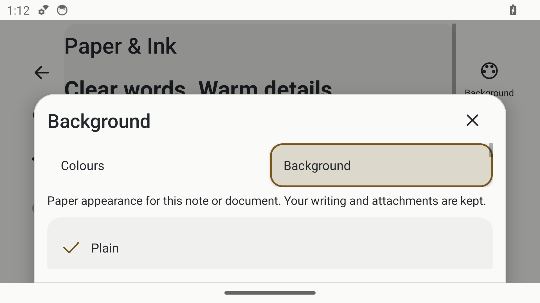 1:12
Paper & Ink
Clear words. Warm details.
Background
Background
Colours
Background
Paper appearance for this note or document. Your writing and attachments are kept.
Plain